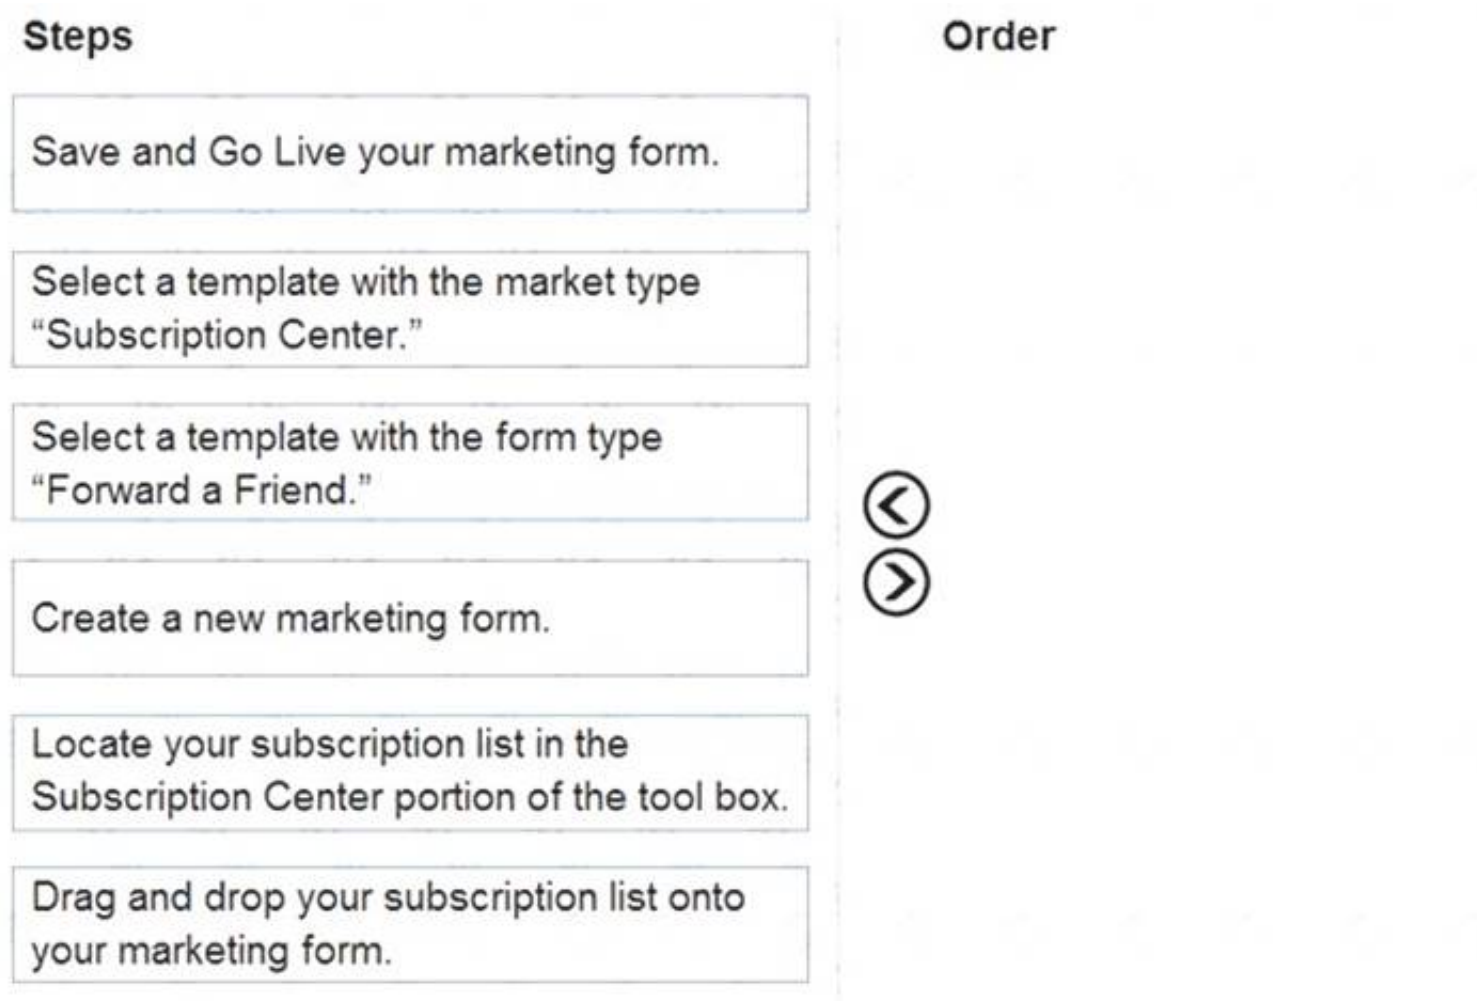 Steps
Order
Save and Go Live your marketing form.
Select a template with the market type
“Subscription Center.”
Select a template with the form type
“Forward a Friend.”
Create a new marketing form.
Locate your subscription list in the
Subscription Center portion of the tool box.
Drag and drop your subscription list onto
your marketing form.